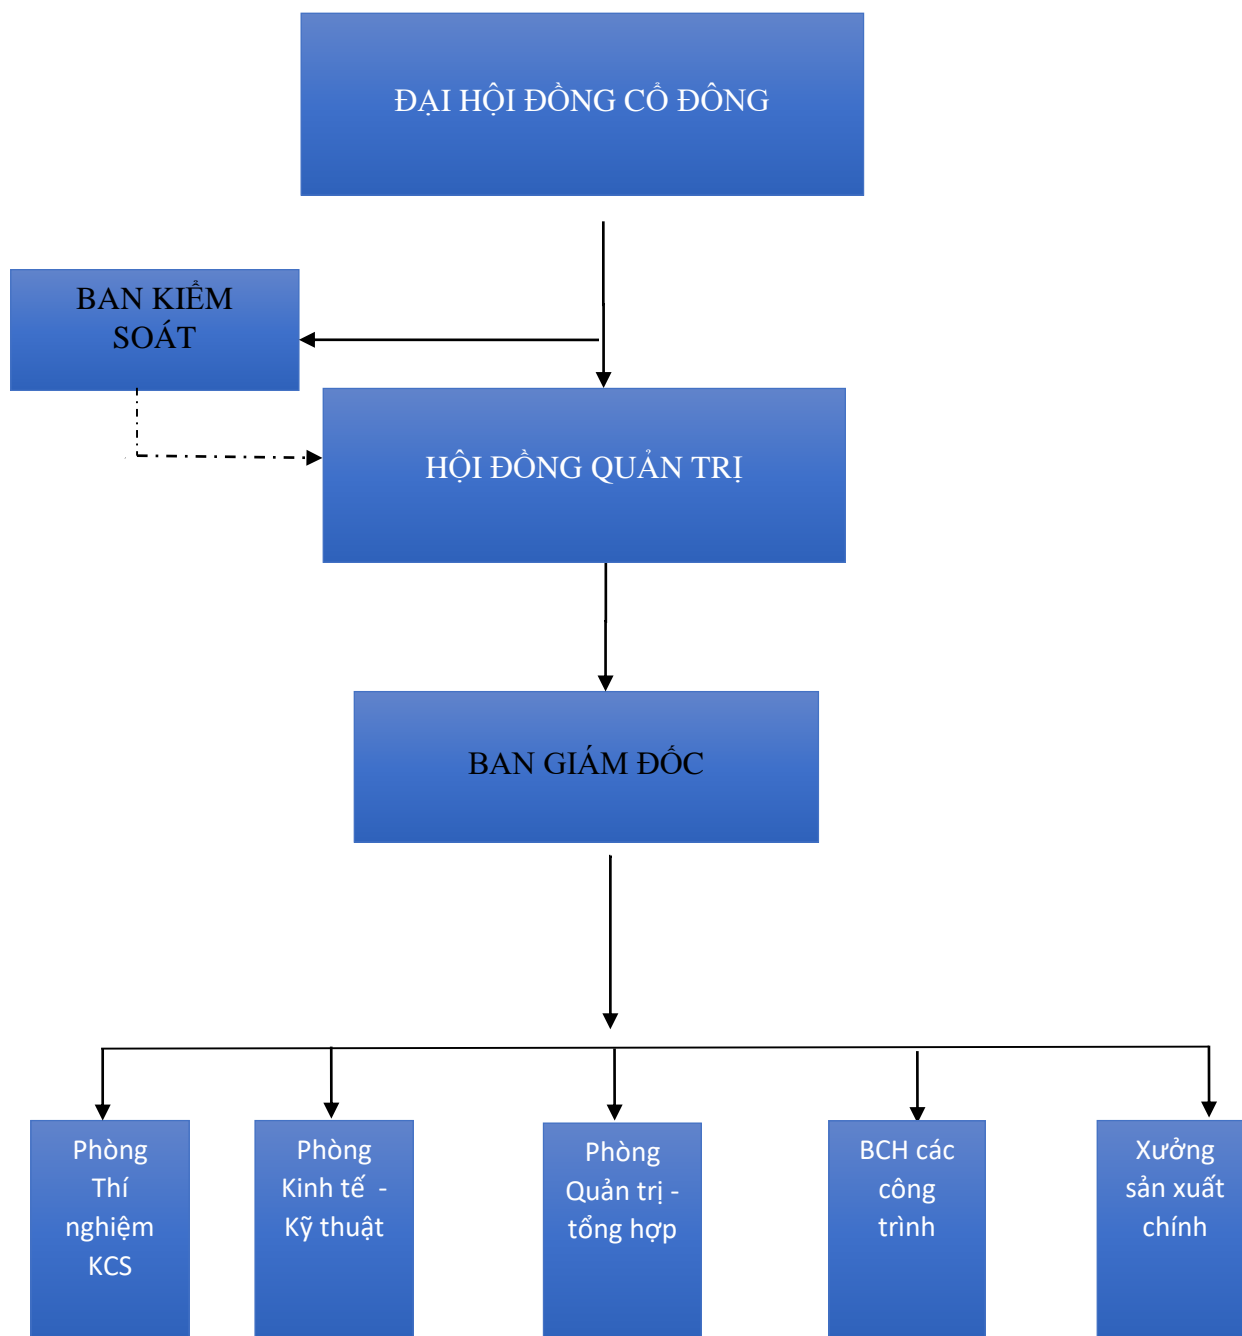 ĐẠI HỘI ĐỒNG CỔ ĐÔNG
BAN KIỂM
SOÁT
HỘI ĐỒNG QUẢN TRỊ
BAN GIÁM ĐỐC
Phòng
Thí
nghiệm
KCS
Phòng
Kinh tế -
Kỹ thuật
Phòng
Quản trị -
tổng hợp
BCH các
công
trình
Xưởng
sản xuất
chính